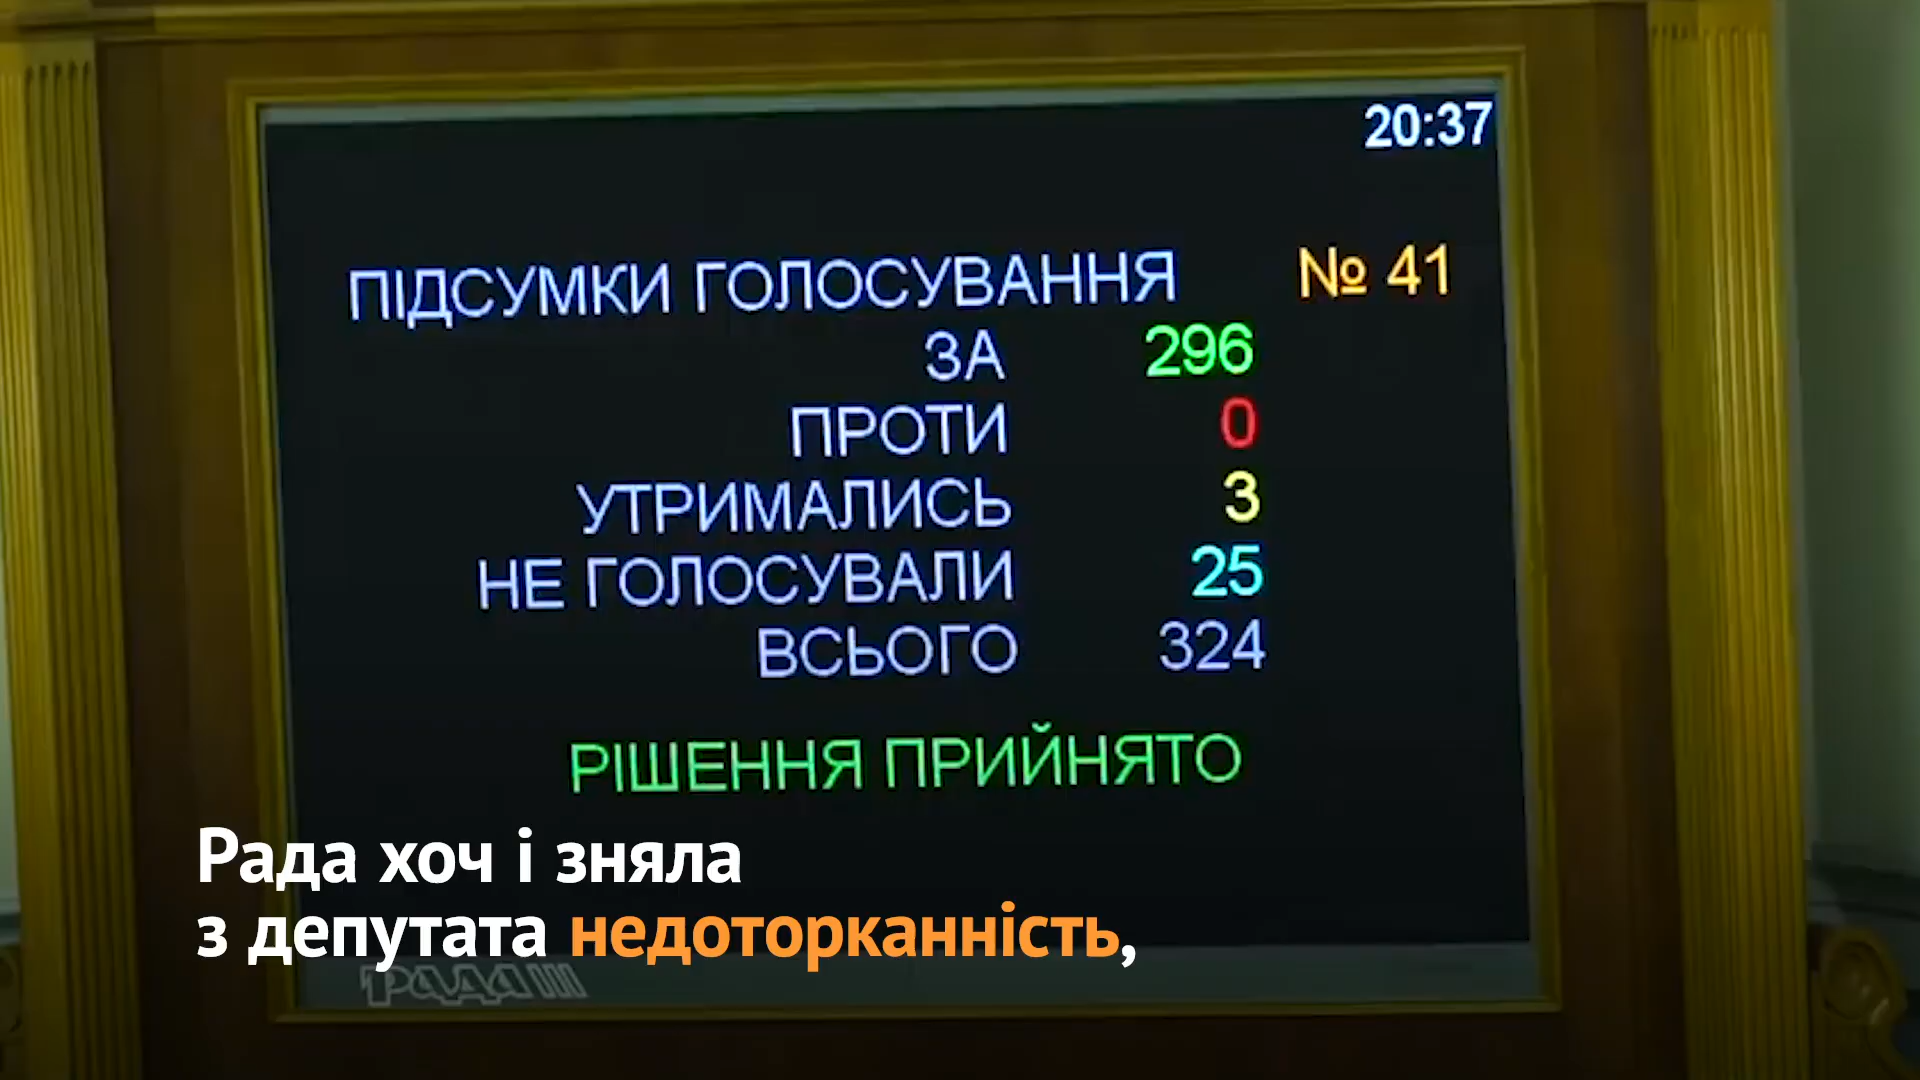 20:37
ПІДСУМКИ ГОЛОСУВАННЯ № 41
ЗА 296
ПРОТИ 0
УТРИМАЛИСЬ 3
НЕ ГОЛОСУВАЛИ 25
ВСЬОГО 324
РІШЕННЯ ПРИЙНЯТО
Рада хоч і зняла
з депутата недоторканність,
РАДА